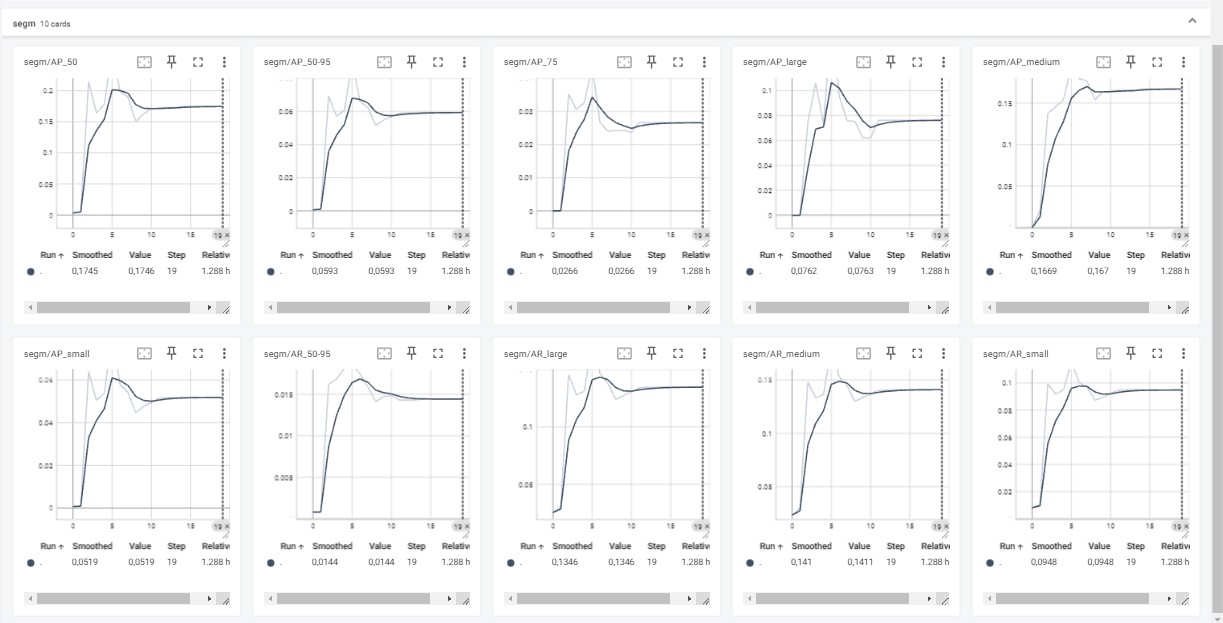 segm 10 cards
segm/AP_50
0.2
0.15
0.1
0.05
0
0 5 10 15 19
Run ↑ Smoothed Value Step Relativ
. 0,1745 0,1746 19 1.288 h
segm/AP_50-95
0.06
0.04
0.02
0
0 5 10 15 19
Run ↑ Smoothed Value Step Relativ
. 0,0593 0,0593 19 1.288 h
segm/AP_75
0.03
0.02
0.01
0
0 5 10 15 19
Run ↑ Smoothed Value Step Relativ
. 0,0266 0,0266 19 1.288 h
segm/AP_large
0.1
0.08
0.06
0.04
0.02
0
0 5 10 15 19
Run ↑ Smoothed Value Step Relativ
. 0,0762 0,0763 19 1.288 h
segm/AP_medium
0.15
0.1
0.05
0 5 10 15 19
Run ↑ Smoothed Value Step Relativ
. 0,1669 0,167 19 1.288 h
segm/AP_small
0.06
0.04
0.02
0
0 5 10 15 19
Run ↑ Smoothed Value Step Relativ
. 0,0519 0,0519 19 1.288 h
segm/AR_50-95
0.015
0.01
0.005
0 5 10 15 19
Run ↑ Smoothed Value Step Relativ
. 0,0144 0,0144 19 1.288 h
segm/AR_large
0.1
0.05
0 5 10 15 19
Run ↑ Smoothed Value Step Relativ
. 0,1346 0,1346 19 1.288 h
segm/AR_medium
0.15
0.1
0.05
0 5 10 15 19
Run ↑ Smoothed Value Step Relativ
. 0,141 0,1411 19 1.288 h
segm/AR_small
0.1
0.08
0.06
0.04
0.02
0 5 10 15 19
Run ↑ Smoothed Value Step Relativ
. 0,0948 0,0948 19 1.288 h